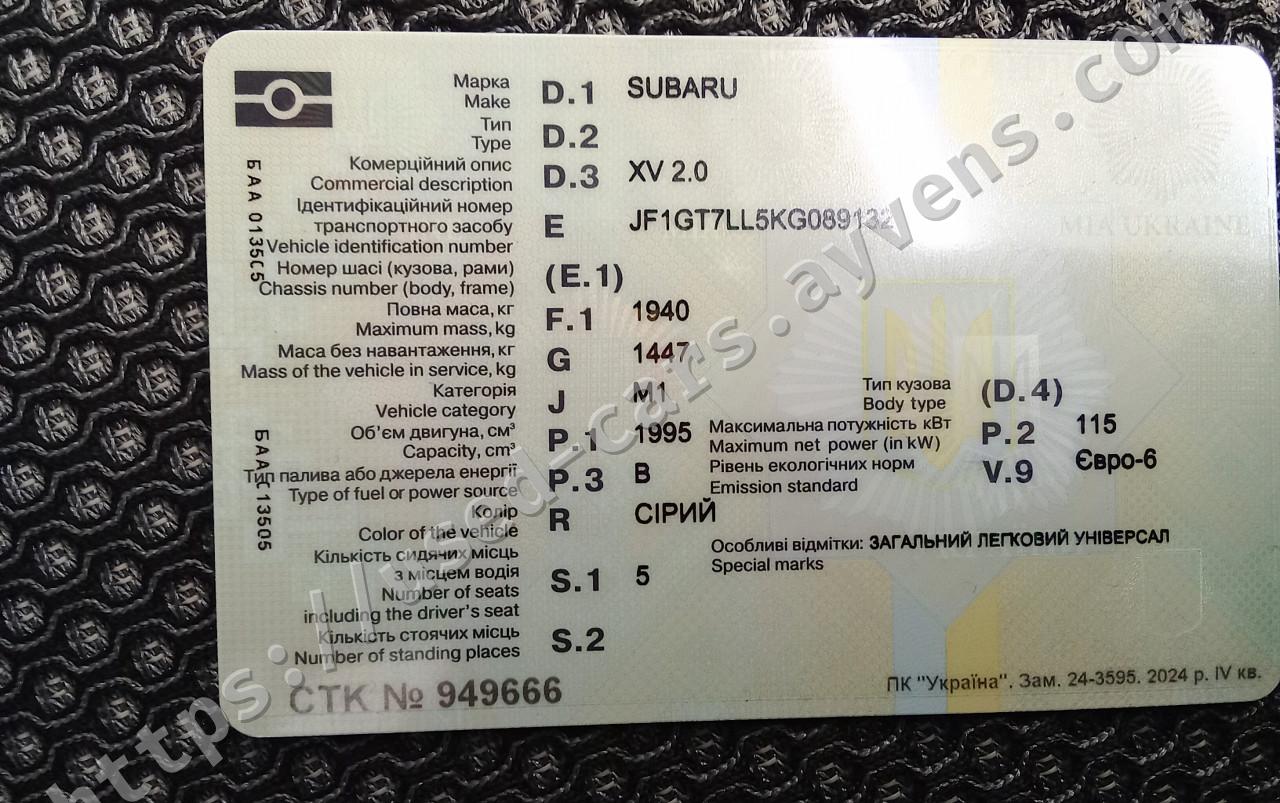 Марка D.1 SUBARU
Make
Тип D.2
Type
Комерційний опис D.3 XV 2.0
Commercial description
Ідентифікаційний номер
транспортного засобу E JF1GT7LL5KG089132
Vehicle identification number
Номер шасі (кузова, рами) (E.1)
Chassis number (body, frame)
Повна маса, кг F.1 1940
Maximum mass, kg
Маса без навантаження, кг G 1447
Mass of the vehicle in service, kg
Категорія J M1
Vehicle category
Тип кузова (D.4)
Body type
Об'єм двигуна, см³ P.1 1995
Capacity, cm³
Максимальна потужність кВт P.2 115
Maximum net power (in kW)
Тип палива або джерела енергії P.3 B
Type of fuel or power source
Рівень екологічних норм V.9 Євро-6
Emission standard
Колір R СІРИЙ
Color of the vehicle
Особливі відмітки: ЗАГАЛЬНИЙ ЛЕГКОВИЙ УНІВЕРСАЛ
Special marks
Кількість сидячих місць
з місцем водія S.1 5
Number of seats
including the driver's seat
Кількість стоячих місць S.2
Number of standing places
СТК № 949666
ПК "Україна". Зам. 24-3595. 2024 р. IV кв.
MIA UKRAINE
https://used-cars.ayvens.com